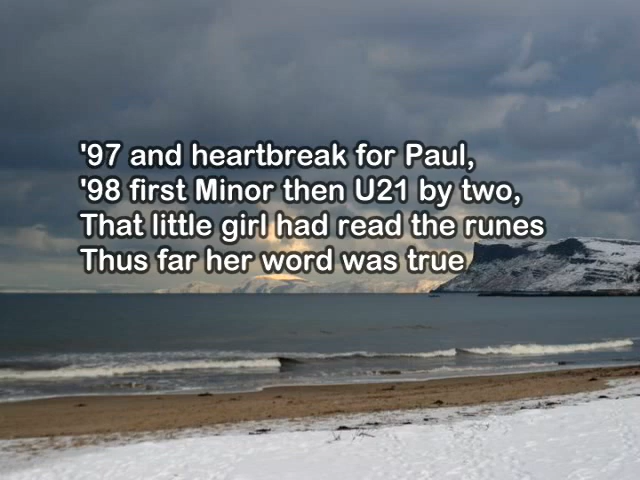 '97 and heartbreak for Paul,
'98 first Minor then U21 by two,
That little girl had read the runes
Thus far her word was true